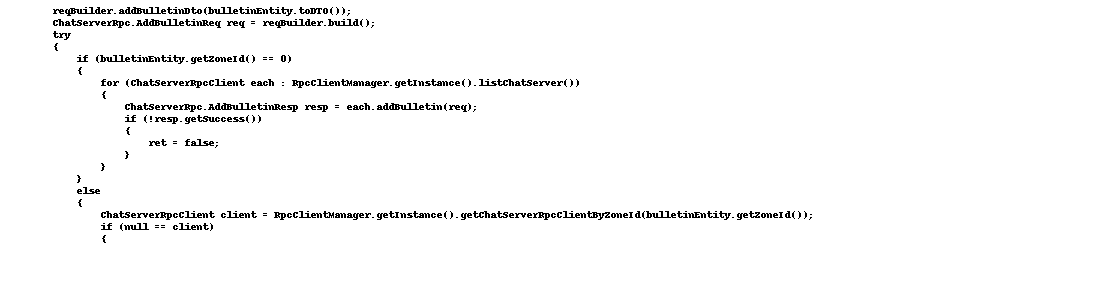 reqBuilder.addBulletinDto(bulletinEntity.toDTO());
ChatServerRpc.AddBulletinReq req = reqBuilder.build();
try
{
if (bulletinEntity.getZoneId() == 0)
{
for (ChatServerRpcClient each : RpcClientManager.getInstance().listChatServer())
{
ChatServerRpc.AddBulletinResp resp = each.addBulletin(req);
if (!resp.getSuccess())
{
ret = false;
}
}
}
else
{
ChatServerRpcClient client = RpcClientManager.getInstance().getChatServerRpcClientByZoneId(bulletinEntity.getZoneId());
if (null == client)
{